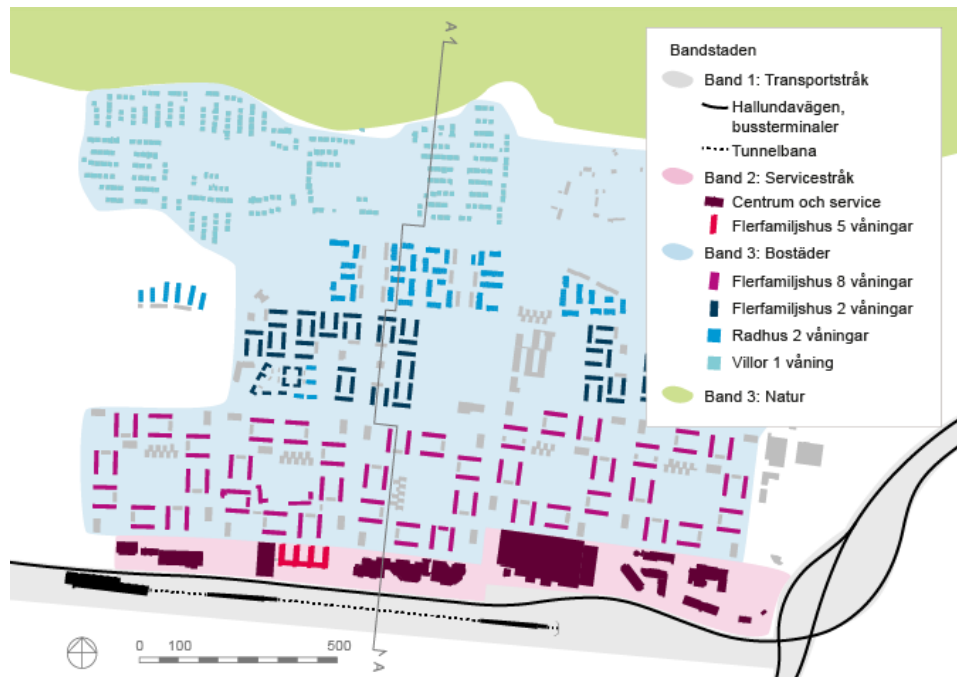 A
Bandstaden
Band 1: Transportstråk
Hallundavägen,
bussterminaler
Tunnelbana
Band 2: Servicestråk
Centrum och service
Flerfamiljshus 5 våningar
Band 3: Bostäder
Flerfamiljshus 8 våningar
Flerfamiljshus 2 våningar
Radhus 2 våningar
Villor 1 våning
Band 3: Natur
0 100 500
A